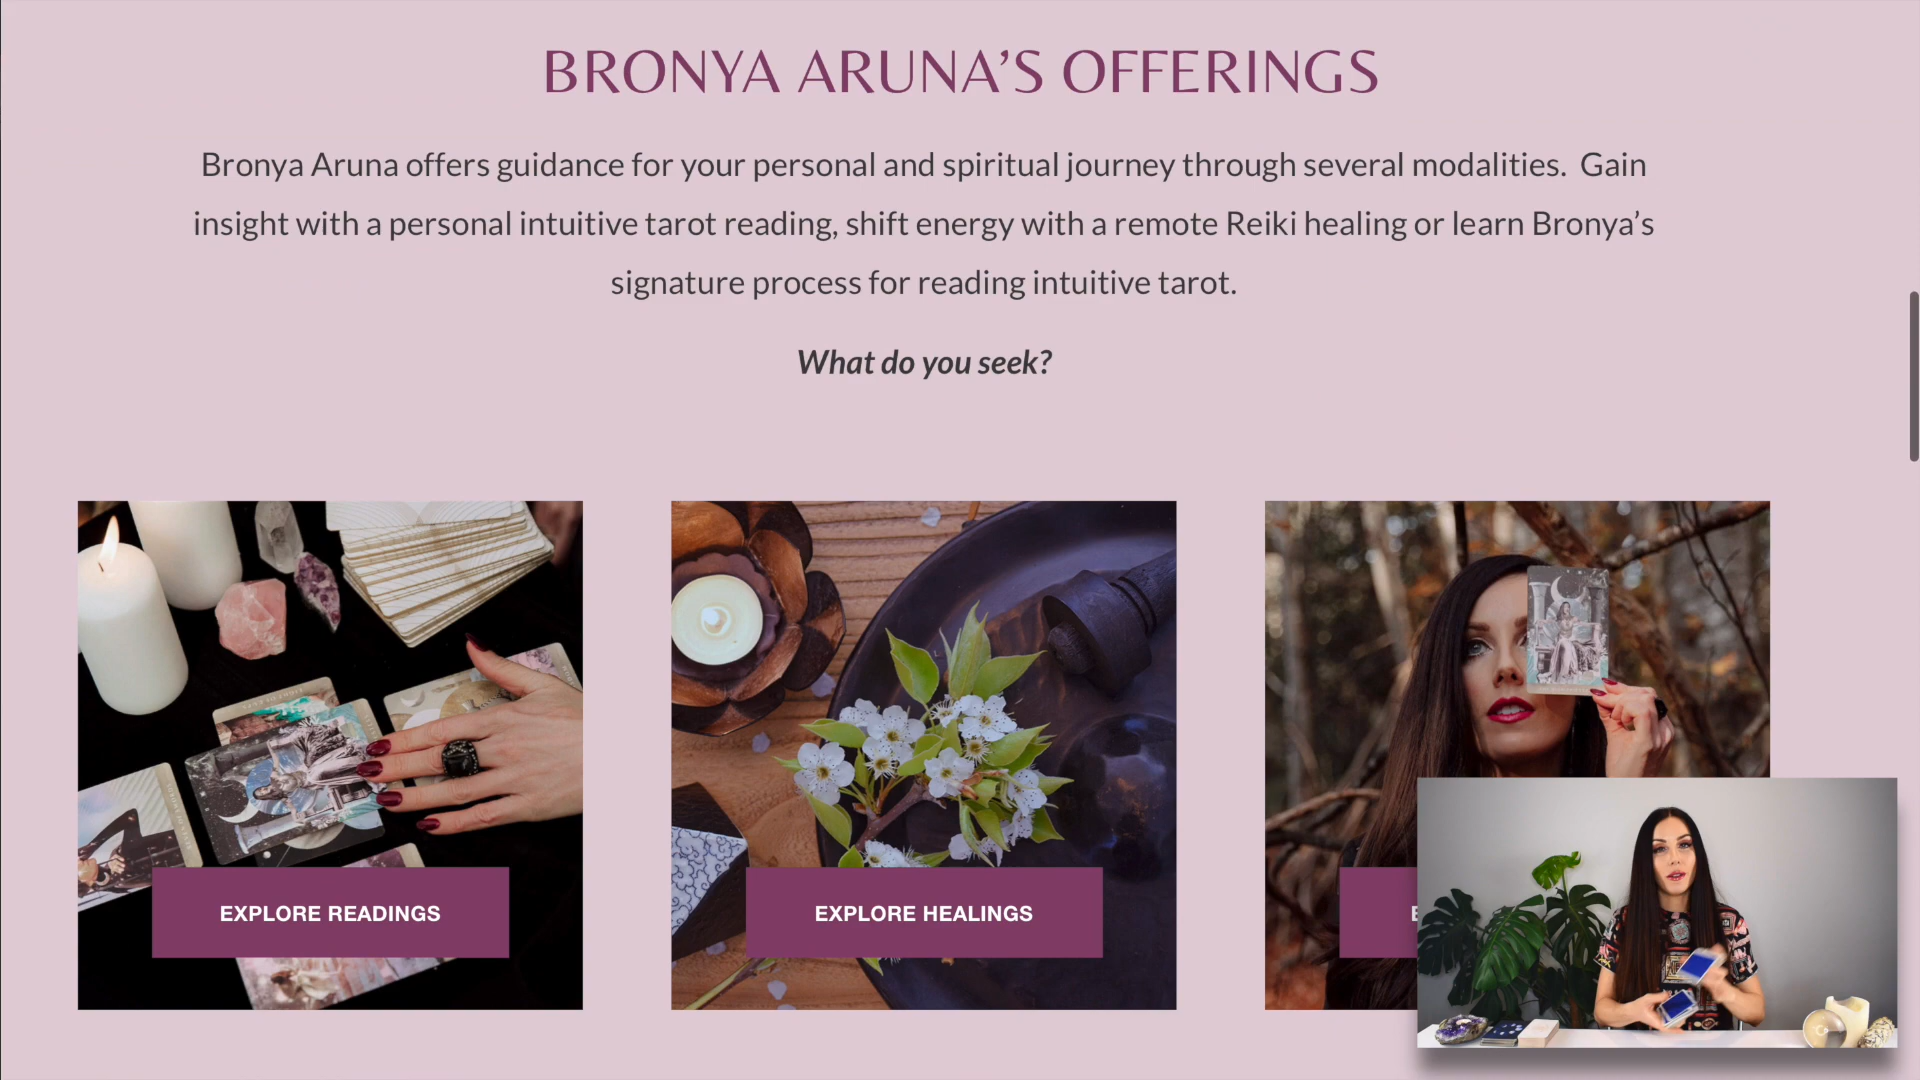 BRONYA ARUNA’S OFFERINGS
Bronya Aruna offers guidance for your personal and spiritual journey through several modalities.  Gain
insight with a personal intuitive tarot reading, shift energy with a remote Reiki healing or learn Bronya’s
signature process for reading intuitive tarot.
What do you seek?
EXPLORE READINGS
EXPLORE HEALINGS